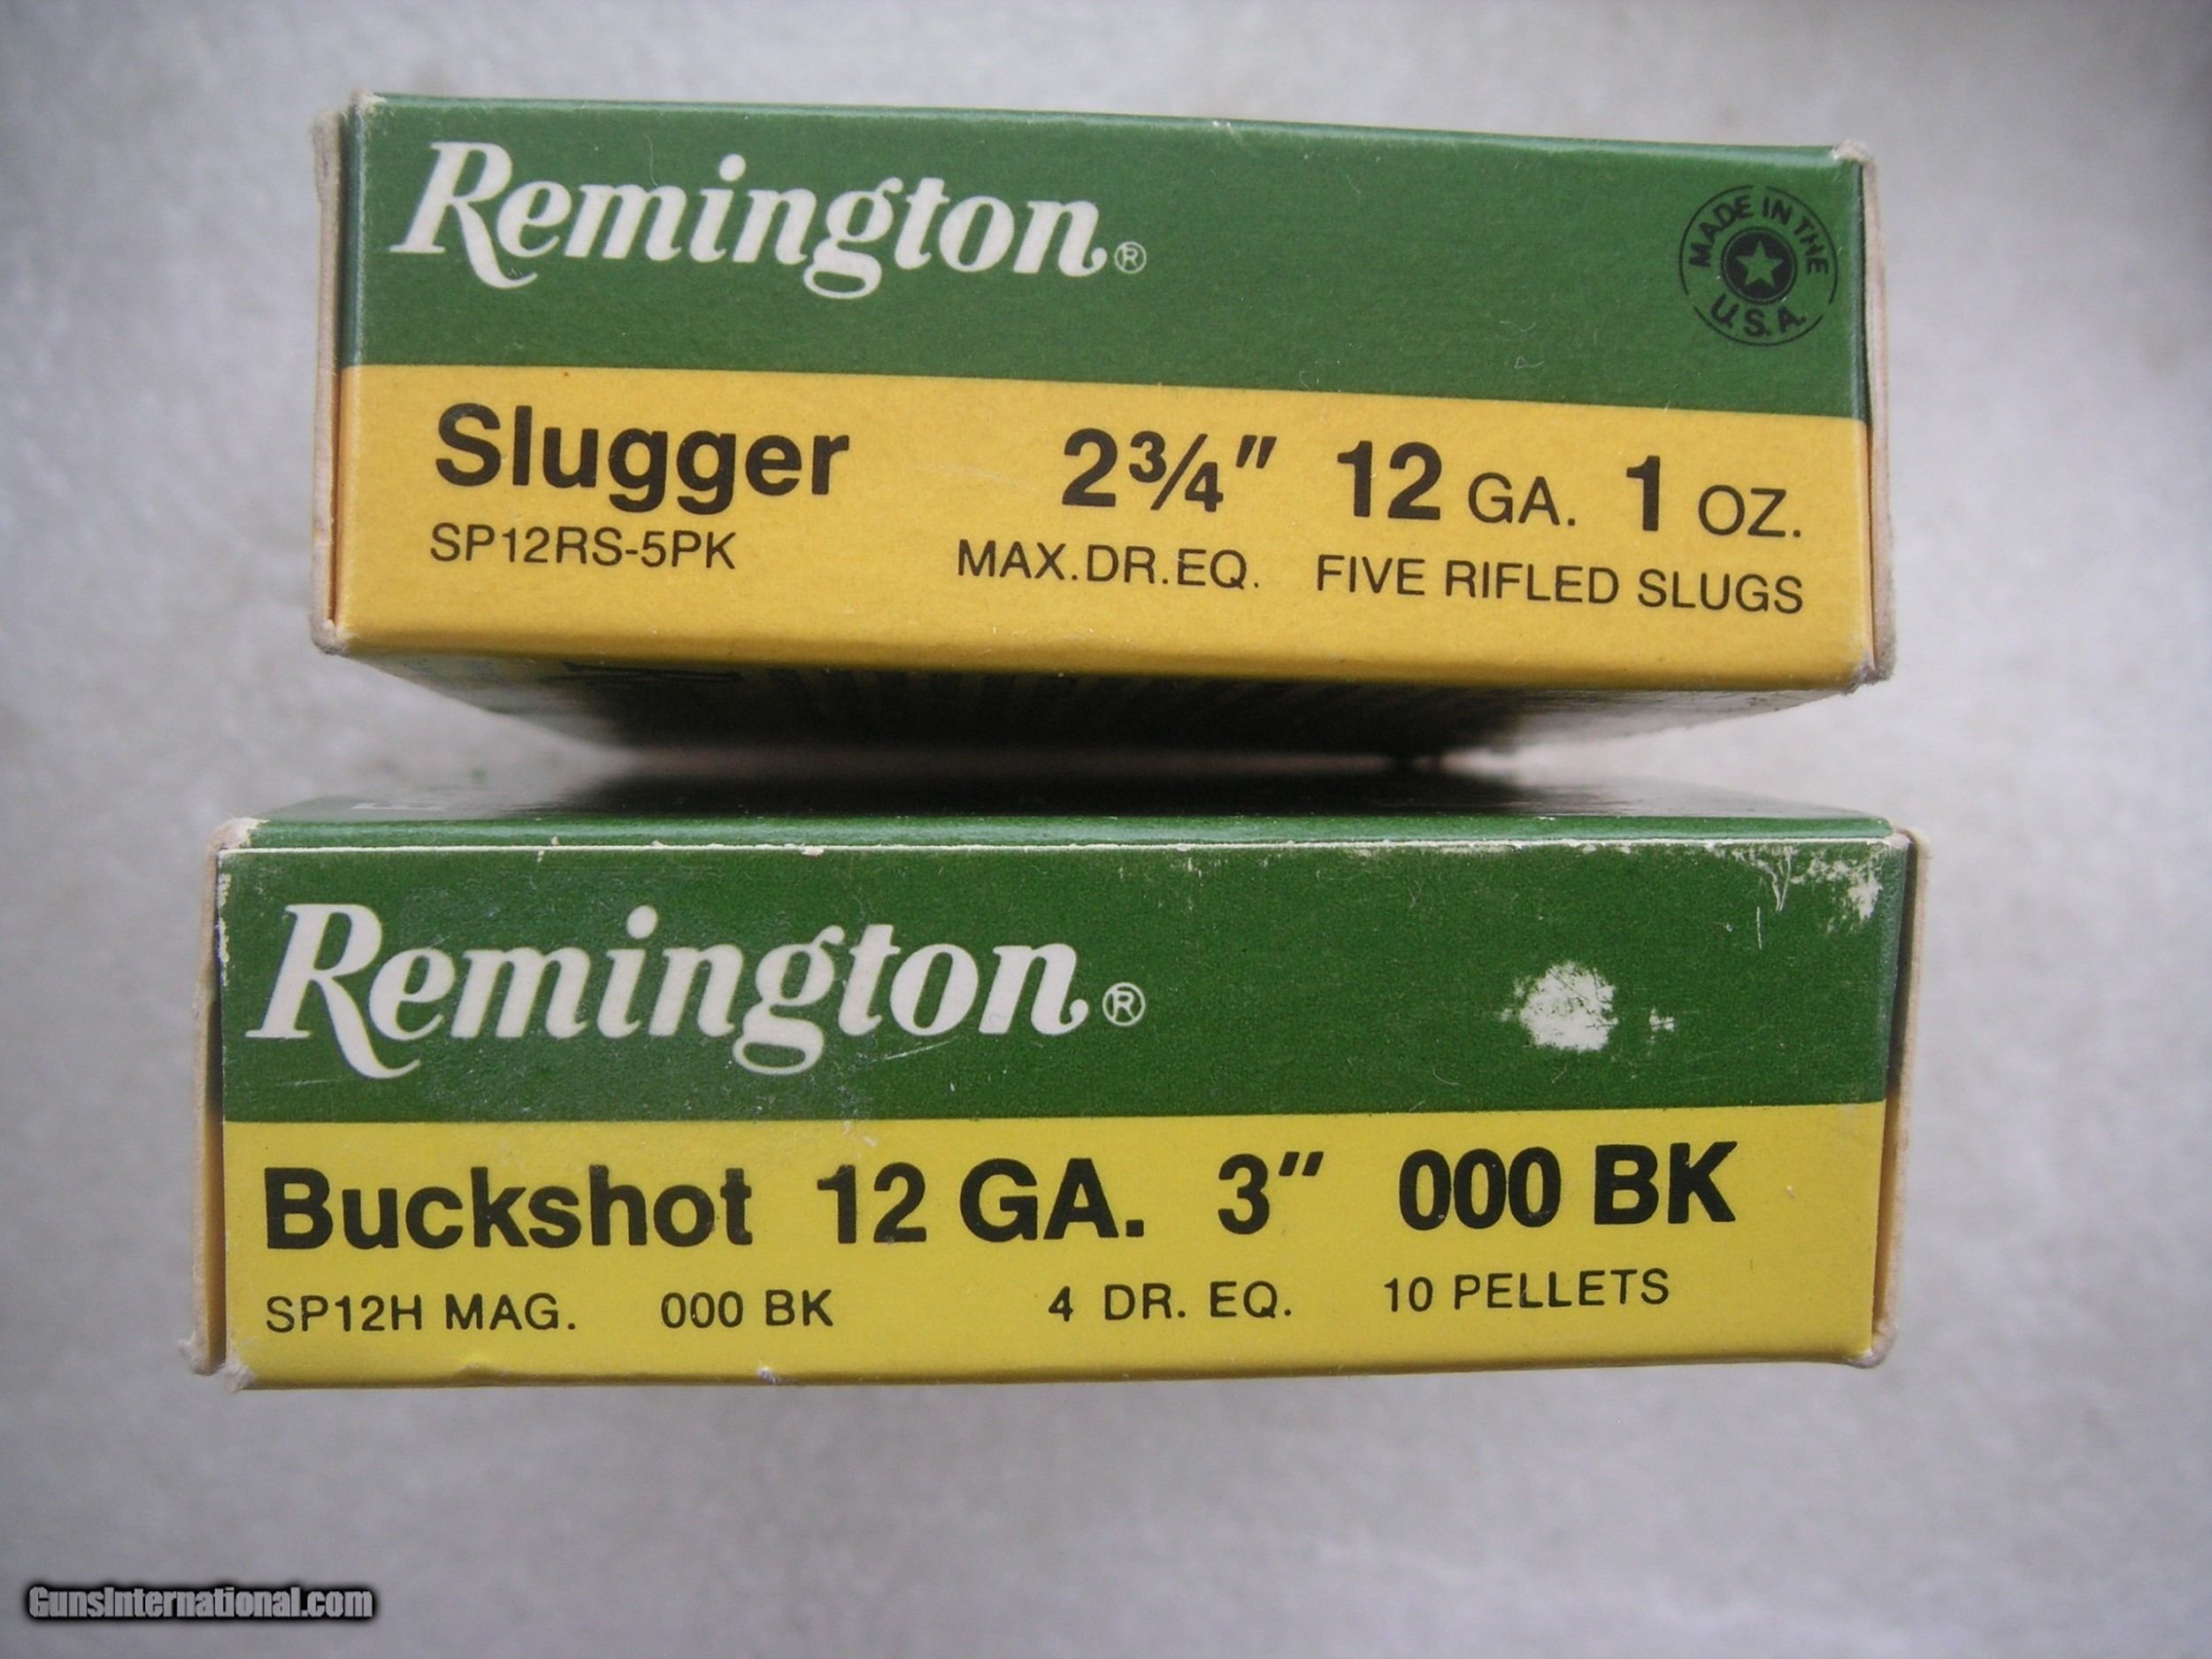 Remington®
MADE IN THE
U.S.A.
Slugger 2¾" 12 GA. 1 OZ.
SP12RS-5PK MAX.DR.EQ. FIVE RIFLED SLUGS
Remington®
Buckshot 12 GA. 3" 000 BK
SP12H MAG. 000 BK 4 DR. EQ. 10 PELLETS
GunsInternational.com